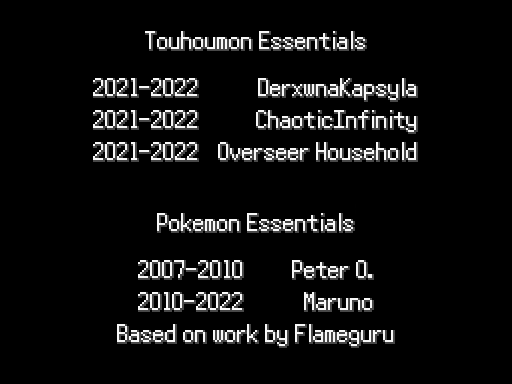 Touhoumon Essentials
2021-2022 DerxwnaKapsyla
2021-2022 ChaoticInfinity
2021-2022 Overseer Household
Pokemon Essentials
2007-2010 Peter O.
2010-2022 Maruno
Based on work by Flameguru